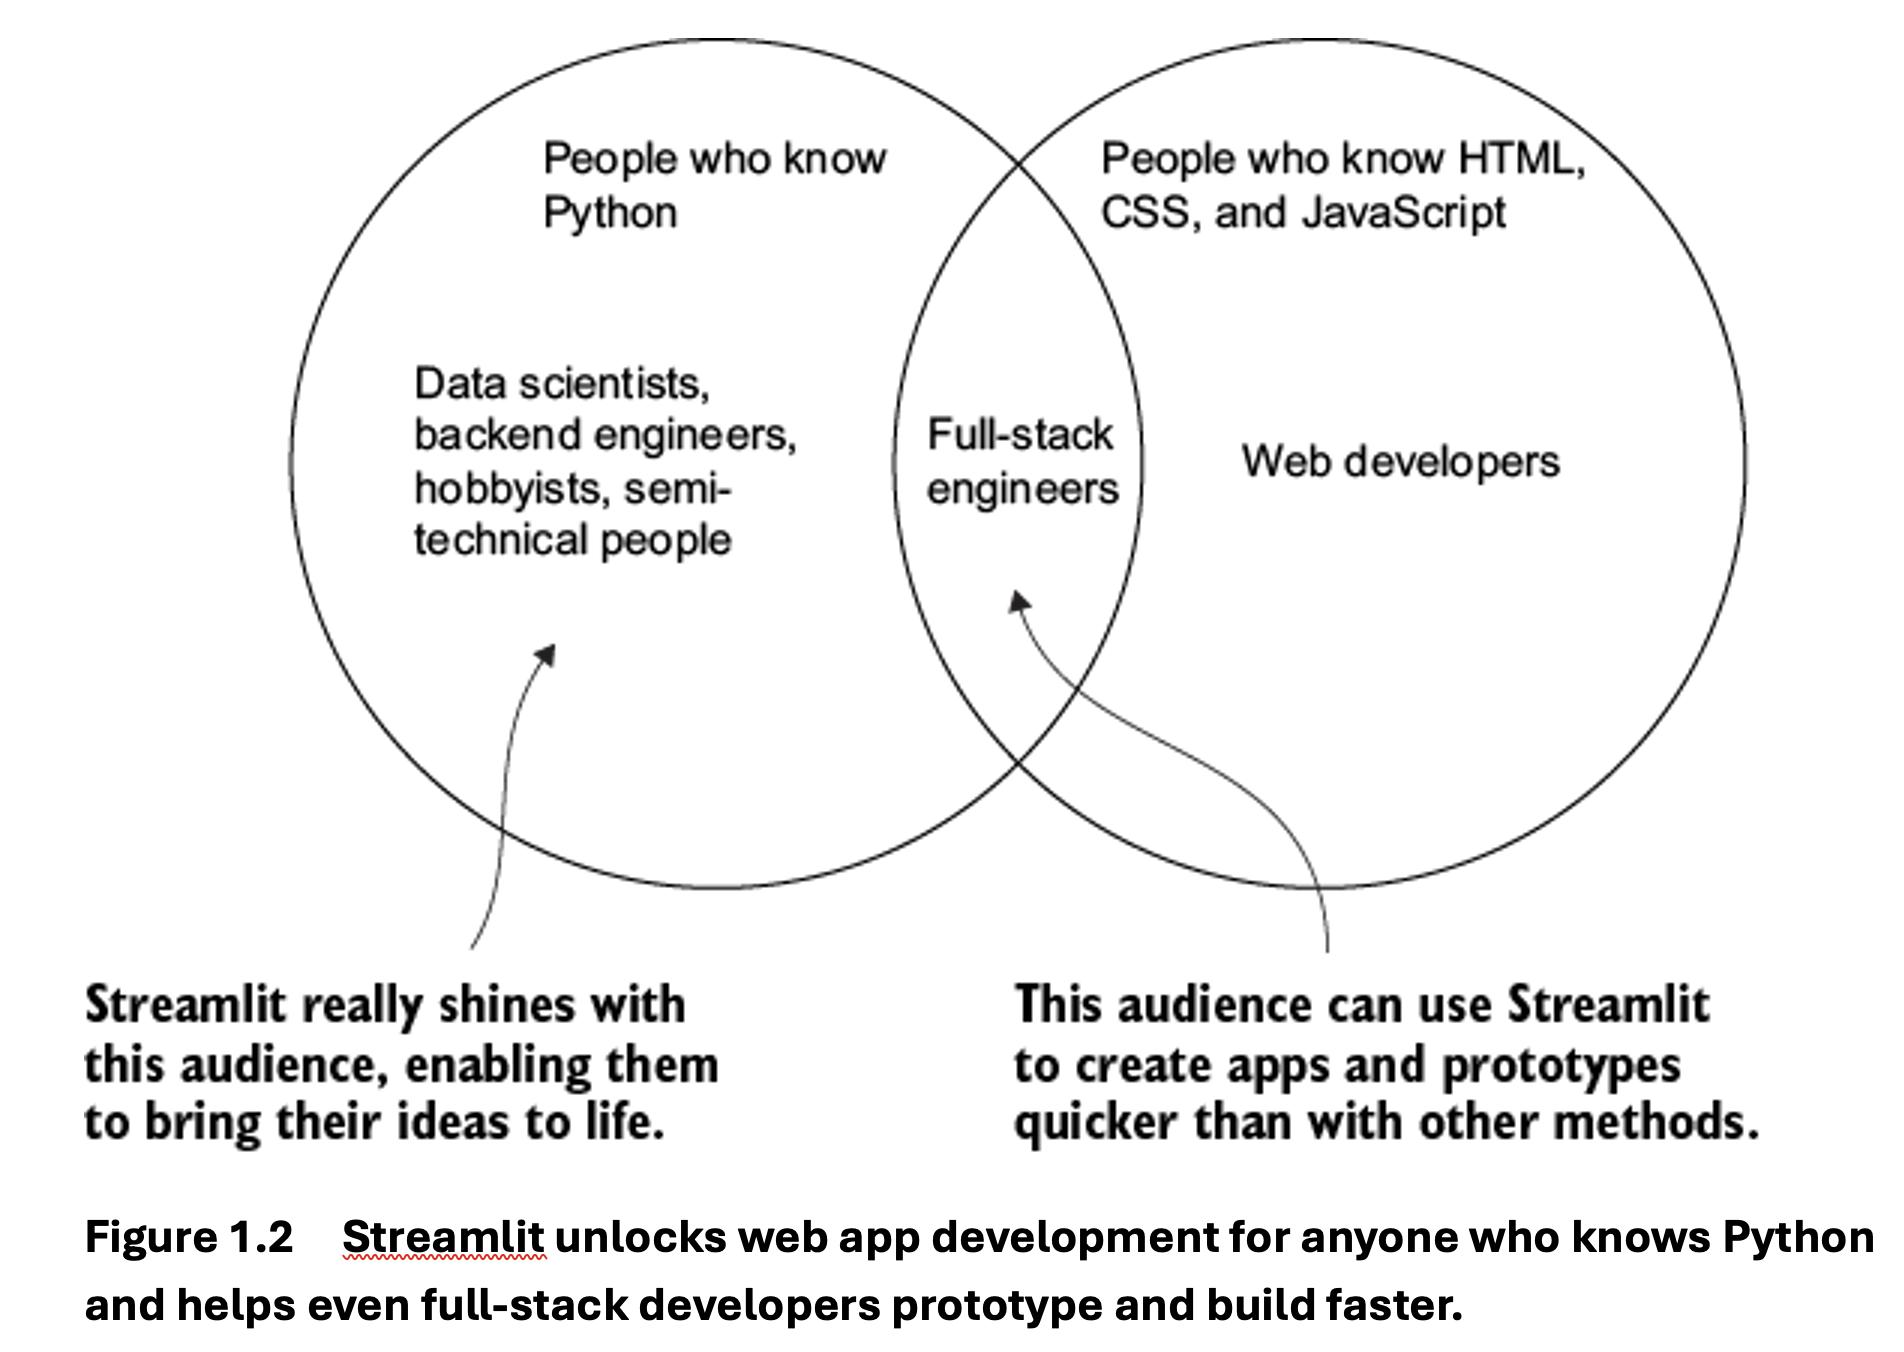 People who know
Python
People who know HTML,
CSS, and JavaScript
Data scientists,
backend engineers,
hobbyists, semi-
technical people
Full-stack
engineers
Web developers
Streamlit really shines with
this audience, enabling them
to bring their ideas to life.
This audience can use Streamlit
to create apps and prototypes
quicker than with other methods.
Figure 1.2 Streamlit unlocks web app development for anyone who knows Python
and helps even full-stack developers prototype and build faster.